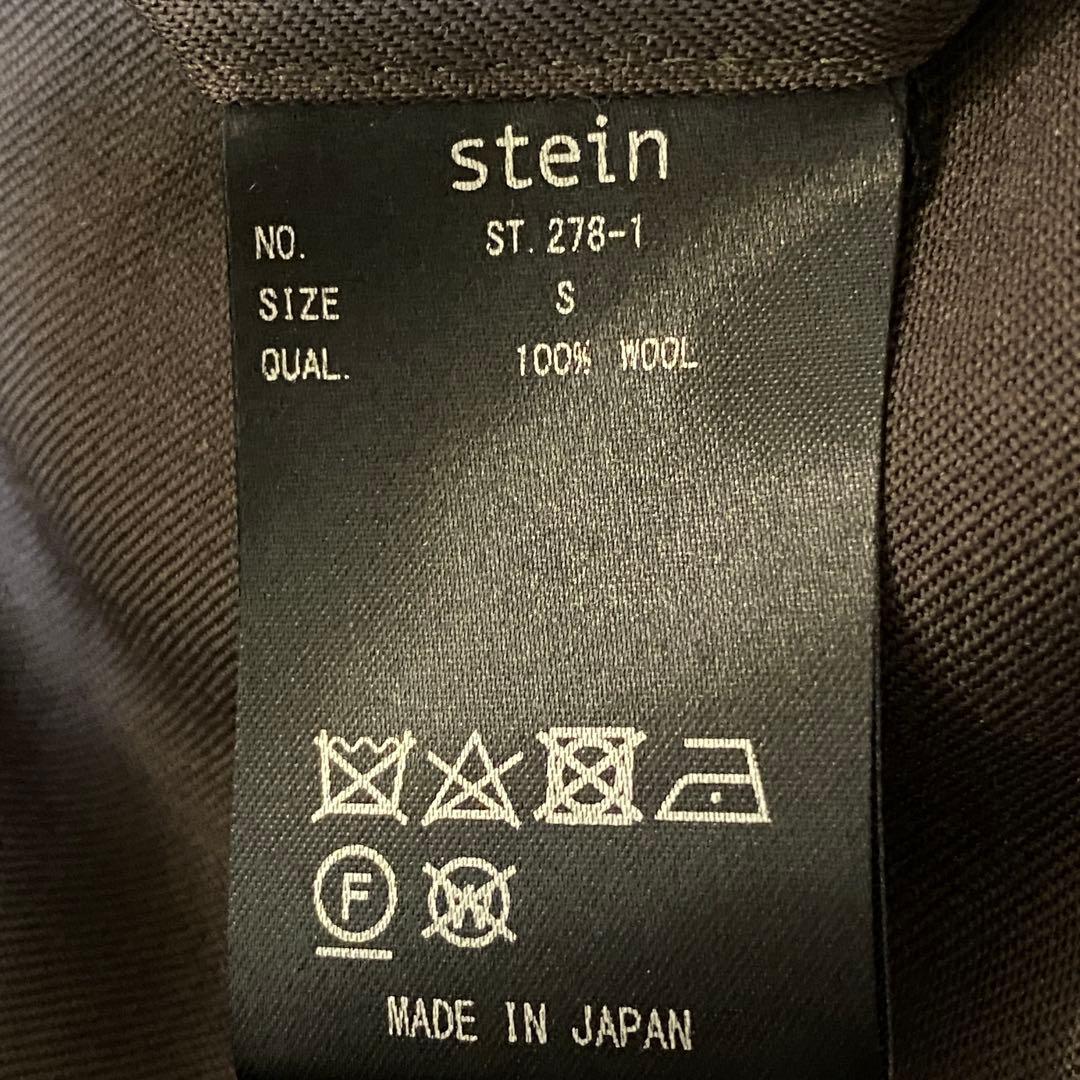 stein
NO. ST.278-1
SIZE S
QUAL. 100% WOOL
F W
MADE IN JAPAN